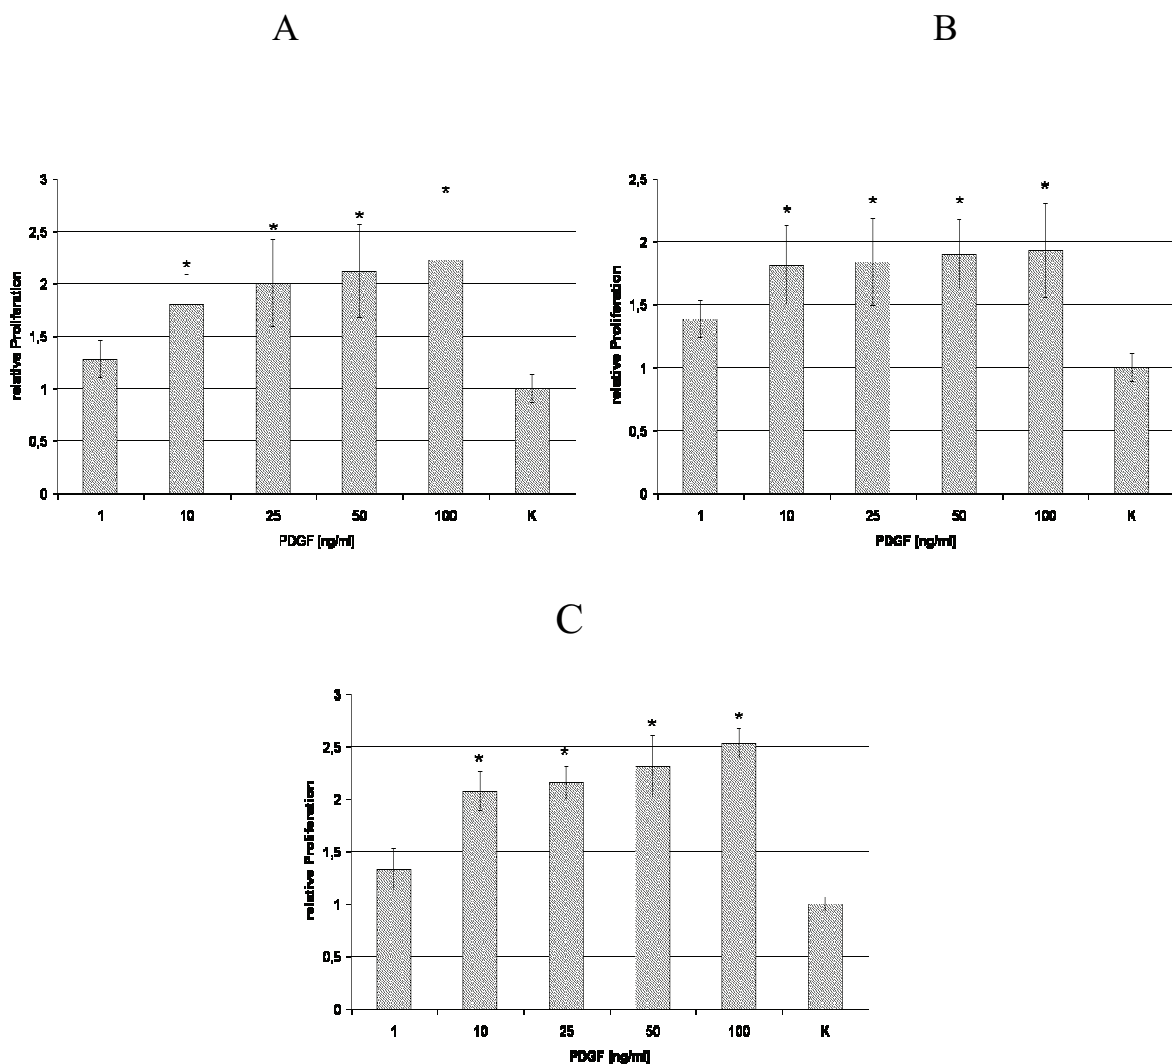 A
B
3
2,5
2
1,5
1
0,5
0
relative Proliferation
* * * *
1 10 25 50 100 K
PDGF [ng/ml]
2,5
2
1,5
1
0,5
0
relative Proliferation
* * * *
1 10 25 50 100 K
PDGF [ng/ml]
C
3
2,5
2
1,5
1
0,5
0
relative Proliferation
* * * *
1 10 25 50 100 K
PDGF [ng/ml]